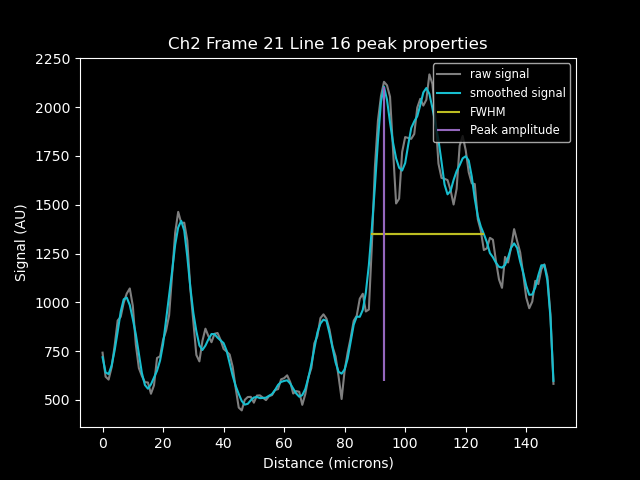 Ch2 Frame 21 Line 16 peak properties
2250
2000
1750
1500
1250
1000
750
500
Signal (AU)
raw signal
smoothed signal
FWHM
Peak amplitude
0 20 40 60 80 100 120 140
Distance (microns)